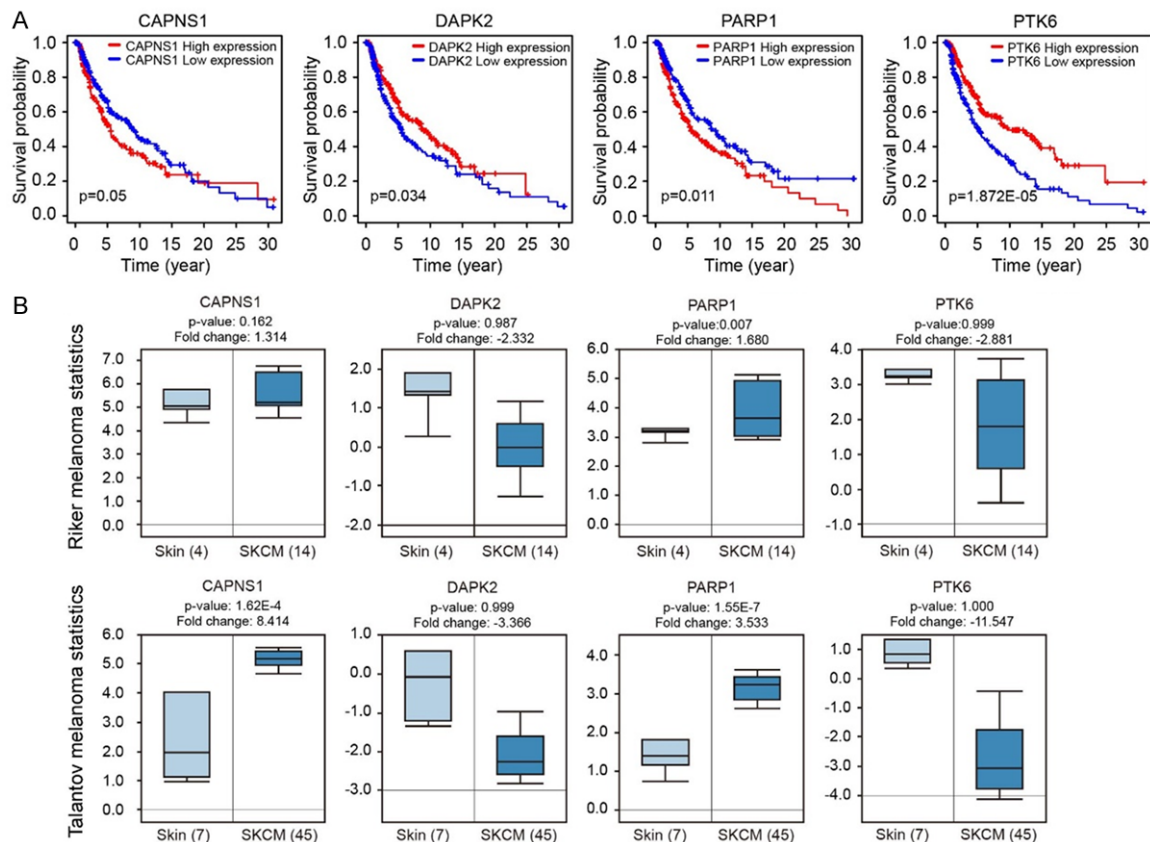 A
CAPNS1
DAPK2
PARP1
PTK6
Survival probability
1.0
0.8
0.6
0.4
0.2
0.0
CAPNS1 High expression
CAPNS1 Low expression
p=0.05
0 5 10 15 20 25 30
Time (year)
Survival probability
1.0
0.8
0.6
0.4
0.2
0.0
DAPK2 High expression
DAPK2 Low expression
p=0.034
0 5 10 15 20 25 30
Time (year)
Survival probability
1.0
0.8
0.6
0.4
0.2
0.0
PARP1 High expression
PARP1 Low expression
p=0.011
0 5 10 15 20 25 30
Time (year)
Survival probability
1.0
0.8
0.6
0.4
0.2
0.0
PTK6 High expression
PTK6 Low expression
p=1.872E-05
0 5 10 15 20 25 30
Time (year)
B
Riker melanoma statistics
CAPNS1
p-value: 0.162
Fold change: 1.314
7.0
6.0
5.0
4.0
3.0
2.0
1.0
0.0
Skin (4) SKCM (14)
DAPK2
p-value: 0.987
Fold change: -2.332
2.0
1.0
0.0
-1.0
-2.0
Skin (4) SKCM (14)
PARP1
p-value:0.007
Fold change: 1.680
6.0
5.0
4.0
3.0
2.0
1.0
0.0
Skin (4) SKCM (14)
PTK6
p-value:0.999
Fold change: -2.881
4.0
3.0
2.0
1.0
0.0
-1.0
Skin (4) SKCM (14)
Talantov melanoma statistics
CAPNS1
p-value: 1.62E-4
Fold change: 8.414
6.0
5.0
4.0
3.0
2.0
1.0
0.0
Skin (7) SKCM (45)
DAPK2
p-value: 0.999
Fold change: -3.366
1.0
0.0
-1.0
-2.0
-3.0
Skin (7) SKCM (45)
PARP1
p-value: 1.55E-7
Fold change: 3.533
4.0
3.0
2.0
1.0
0.0
Skin (7) SKCM (45)
PTK6
p-value: 1.000
Fold change: -11.547
1.0
0.0
-1.0
-2.0
-3.0
-4.0
Skin (7) SKCM (45)